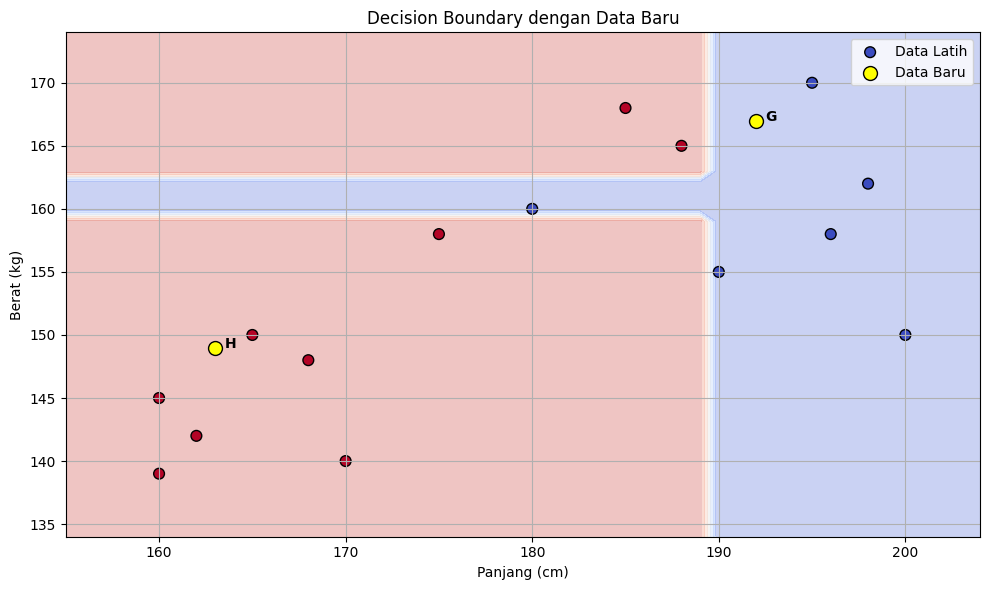 Decision Boundary dengan Data Baru
Data Latih
Data Baru
G
H
Berat (kg)
170
165
160
155
150
145
140
135
160
170
180
190
200
Panjang (cm)